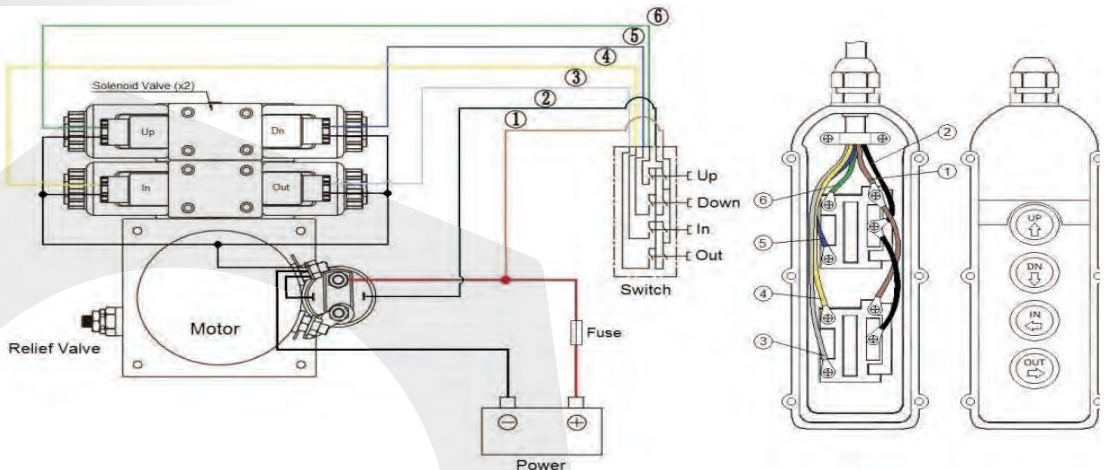 ⑥
⑤
④
③
②
①
Solenoid Valve (x2)
Up
Dn
In
Out
Up
Down
In
Out
Switch
Motor
Relief Valve
Fuse
Power
②
①
⑥
⑤
④
③
UP
DN
IN
OUT